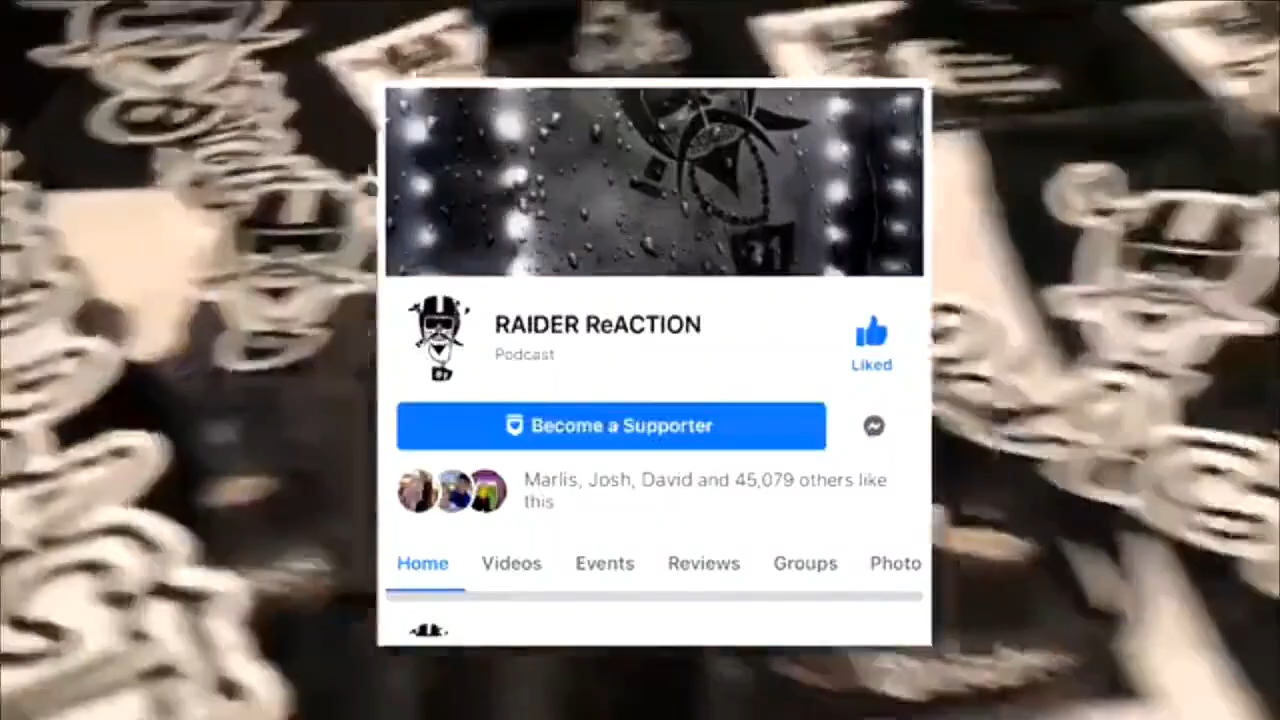 RAIDER ReACTION
Podcast
Liked
Become a Supporter
Marlis, Josh, David and 45,079 others like
this
Home Videos Events Reviews Groups Photo